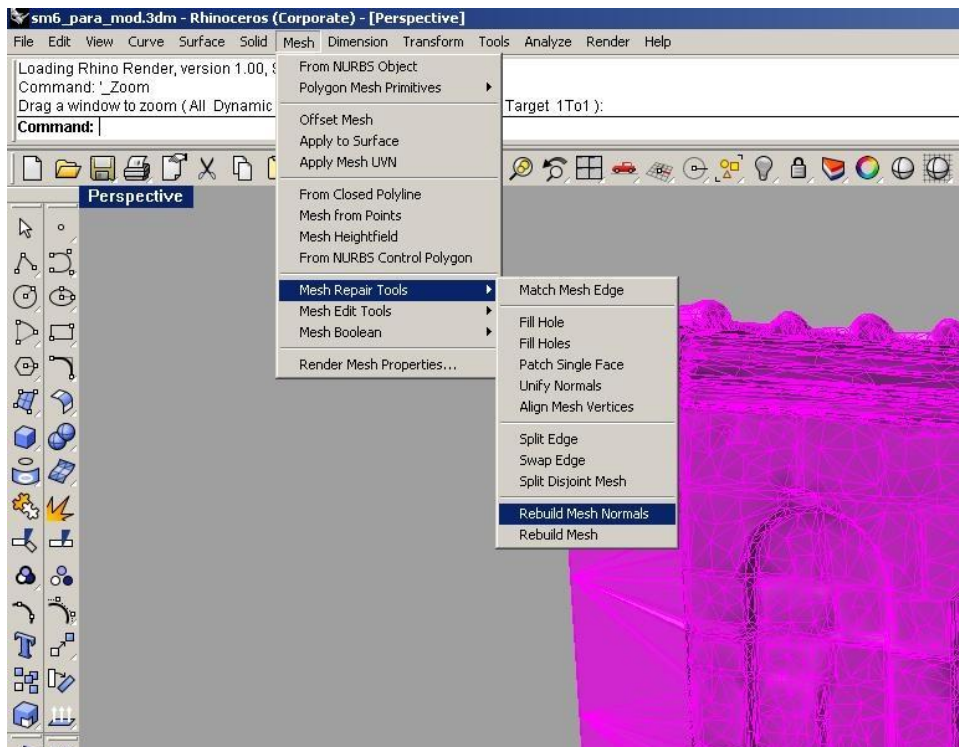 sm6_para_mod.3dm - Rhinoceros (Corporate) - [Perspective]
File Edit View Curve Surface Solid Mesh Dimension Transform Tools Analyze Render Help
Loading Rhino Render, version 1.00,
Command: '_Zoom
Drag a window to zoom ( All Dynamic Target 1To1 ):
Command:
Perspective
From NURBS Object
Polygon Mesh Primitives
Offset Mesh
Apply to Surface
Apply Mesh UVN
From Closed Polyline
Mesh from Points
Mesh Heightfield
From NURBS Control Polygon
Mesh Repair Tools
Mesh Edit Tools
Mesh Boolean
Render Mesh Properties...
Match Mesh Edge
Fill Hole
Fill Holes
Patch Single Face
Unify Normals
Align Mesh Vertices
Split Edge
Swap Edge
Split Disjoint Mesh
Rebuild Mesh Normals
Rebuild Mesh